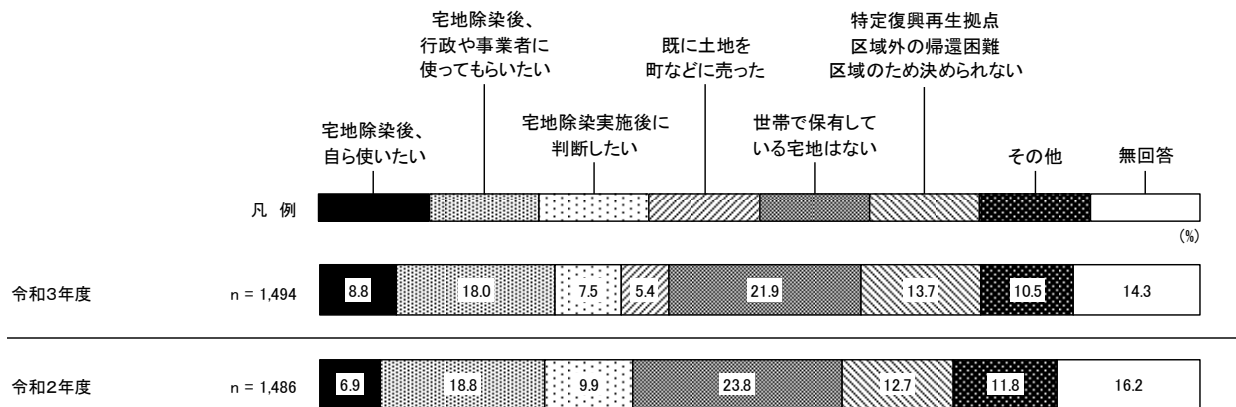 宅地除染後、
行政や事業者に
使ってもらいたい
特定復興再生拠点
区域外の帰還困難
区域のため決められない
既に土地を
町などに売った
宅地除染後、
自ら使いたい
宅地除染実施後に
判断したい
世帯で保有して
いる宅地はない
その他
無回答
凡 例
(%)
令和3年度 n = 1,494 8.8 18.0 7.5 5.4 21.9 13.7 10.5 14.3
令和2年度 n = 1,486 6.9 18.8 9.9 23.8 12.7 11.8 16.2